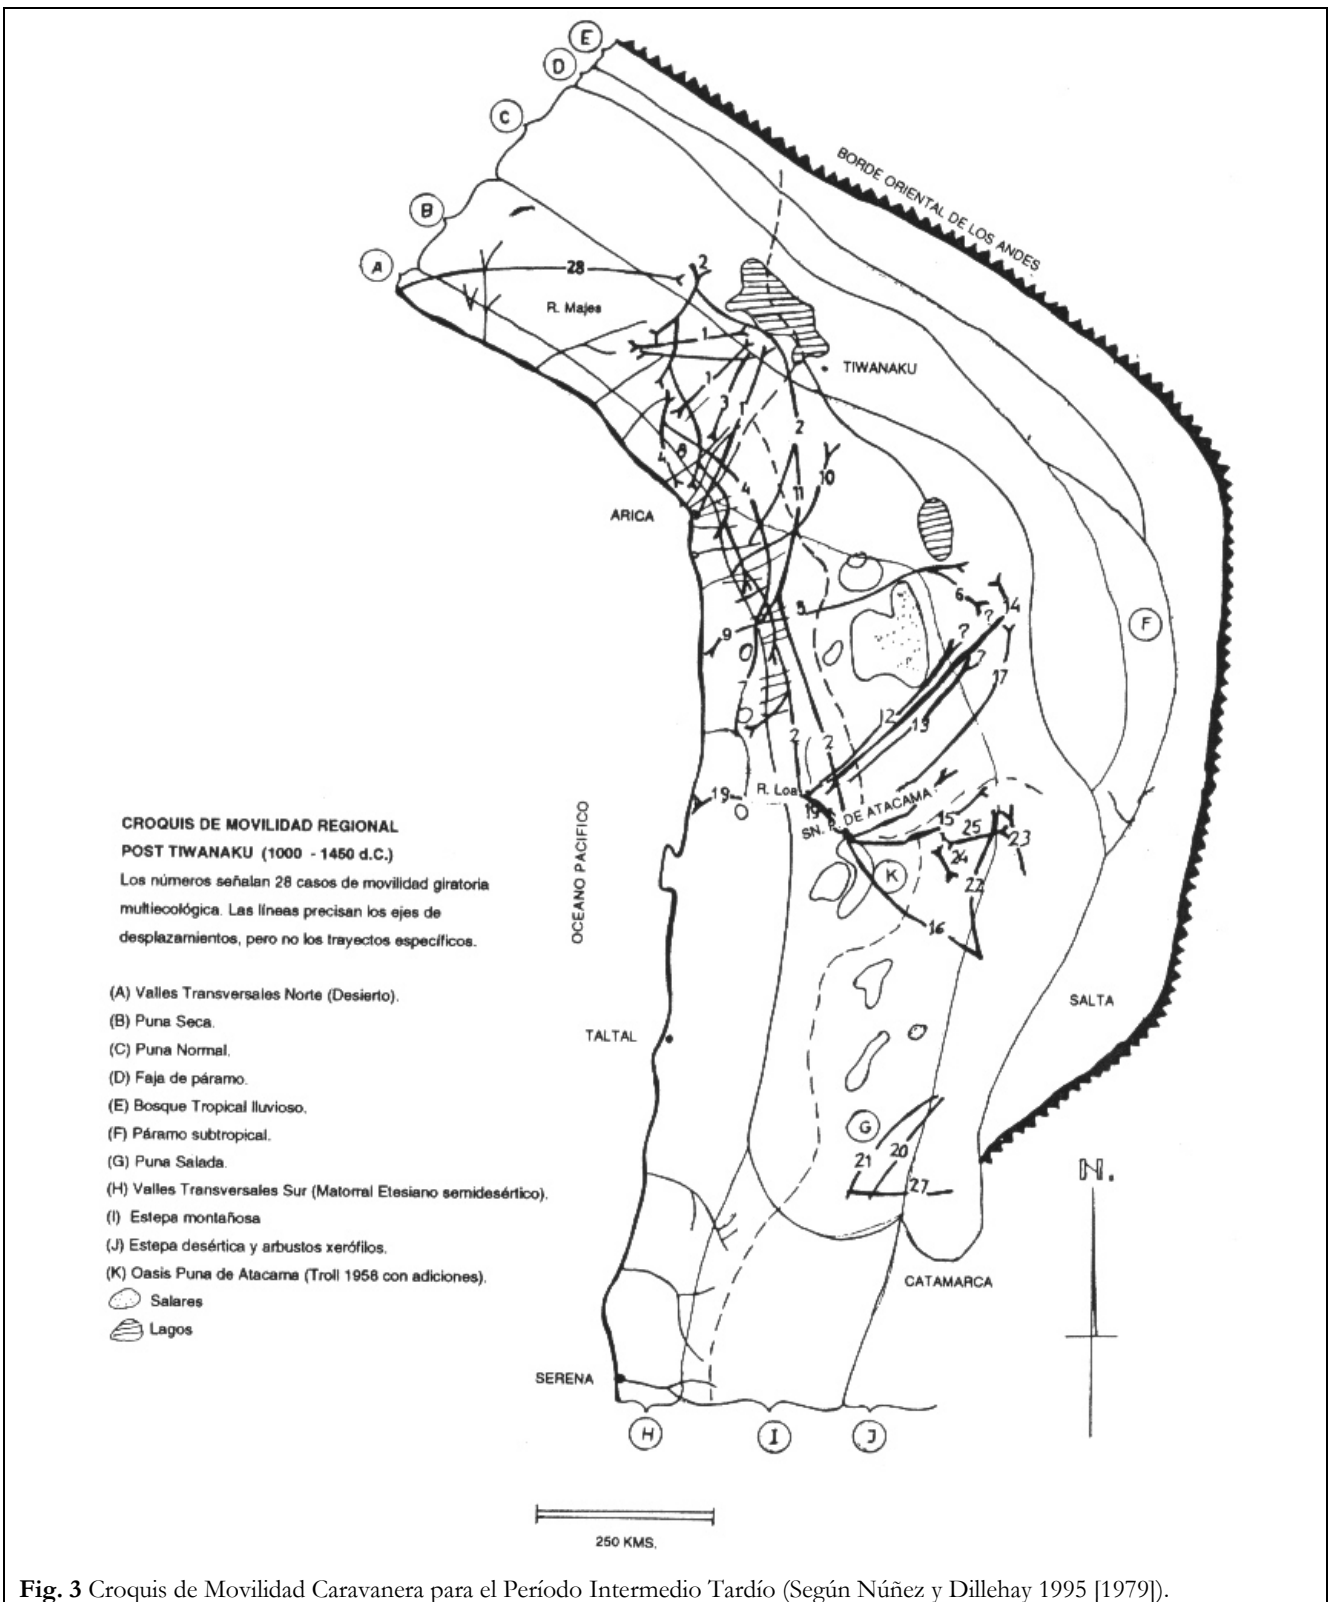 E
D
C
B
A
BORDE ORIENTAL DE LOS ANDES
28
2
R. Majes
1
TIWANAKU
1
3
1
2
8
4
10
4
11
ARICA
5
6
14
?
?
9
F
7
17
12
13
2
2
19
R. Loa
19
SN. P. DE ATACAMA
15
25
23
24
K
22
16
OCEANO PACIFICO
CROQUIS DE MOVILIDAD REGIONAL
POST TIWANAKU (1000 - 1450 d.C.)
Los números señalan 28 casos de movilidad giratoria
multiecológica. Las líneas precisan los ejes de
desplazamientos, pero no los trayectos específicos.
(A) Valles Transversales Norte (Desierto).
(B) Puna Seca.
(C) Puna Normal.
(D) Faja de páramo.
(E) Bosque Tropical lluvioso.
(F) Páramo subtropical.
(G) Puna Salada.
(H) Valles Transversales Sur (Matorral Etesiano semidesértico).
(I) Estepa montañosa
(J) Estepa desértica y arbustos xerófilos.
(K) Oasis Puna de Atacama (Troll 1958 con adiciones).
Salares
Lagos
SALTA
TALTAL
G
21
20
27
N.
CATAMARCA
SERENA
H
I
J
250 KMS.
Fig. 3 Croquis de Movilidad Caravanera para el Período Intermedio Tardío (Según Núñez y Dillehay 1995 [1979]).